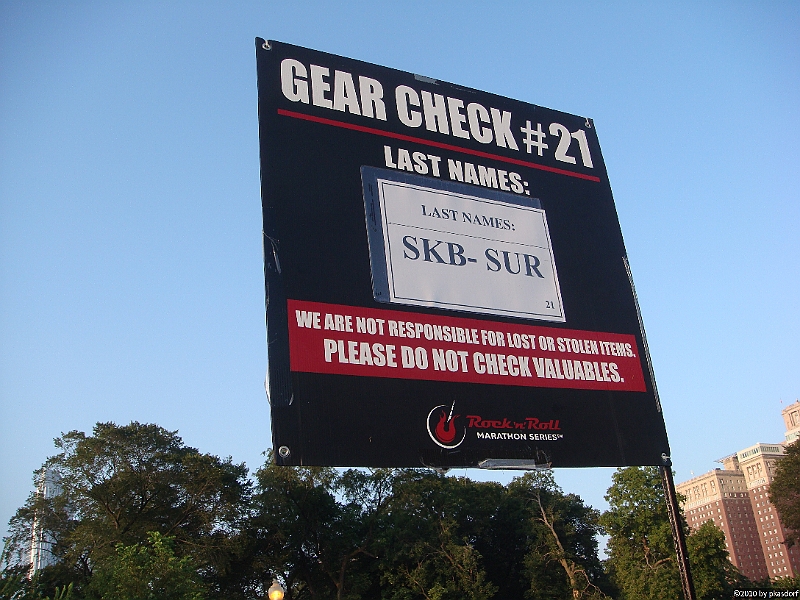 GEAR CHECK #21
LAST NAMES:
LAST NAMES:
SKB- SUR
21
WE ARE NOT RESPONSIBLE FOR LOST OR STOLEN ITEMS.
PLEASE DO NOT CHECK VALUABLES.
Rock'n'Roll
MARATHON SERIES℠
©2010 by pkasdorf